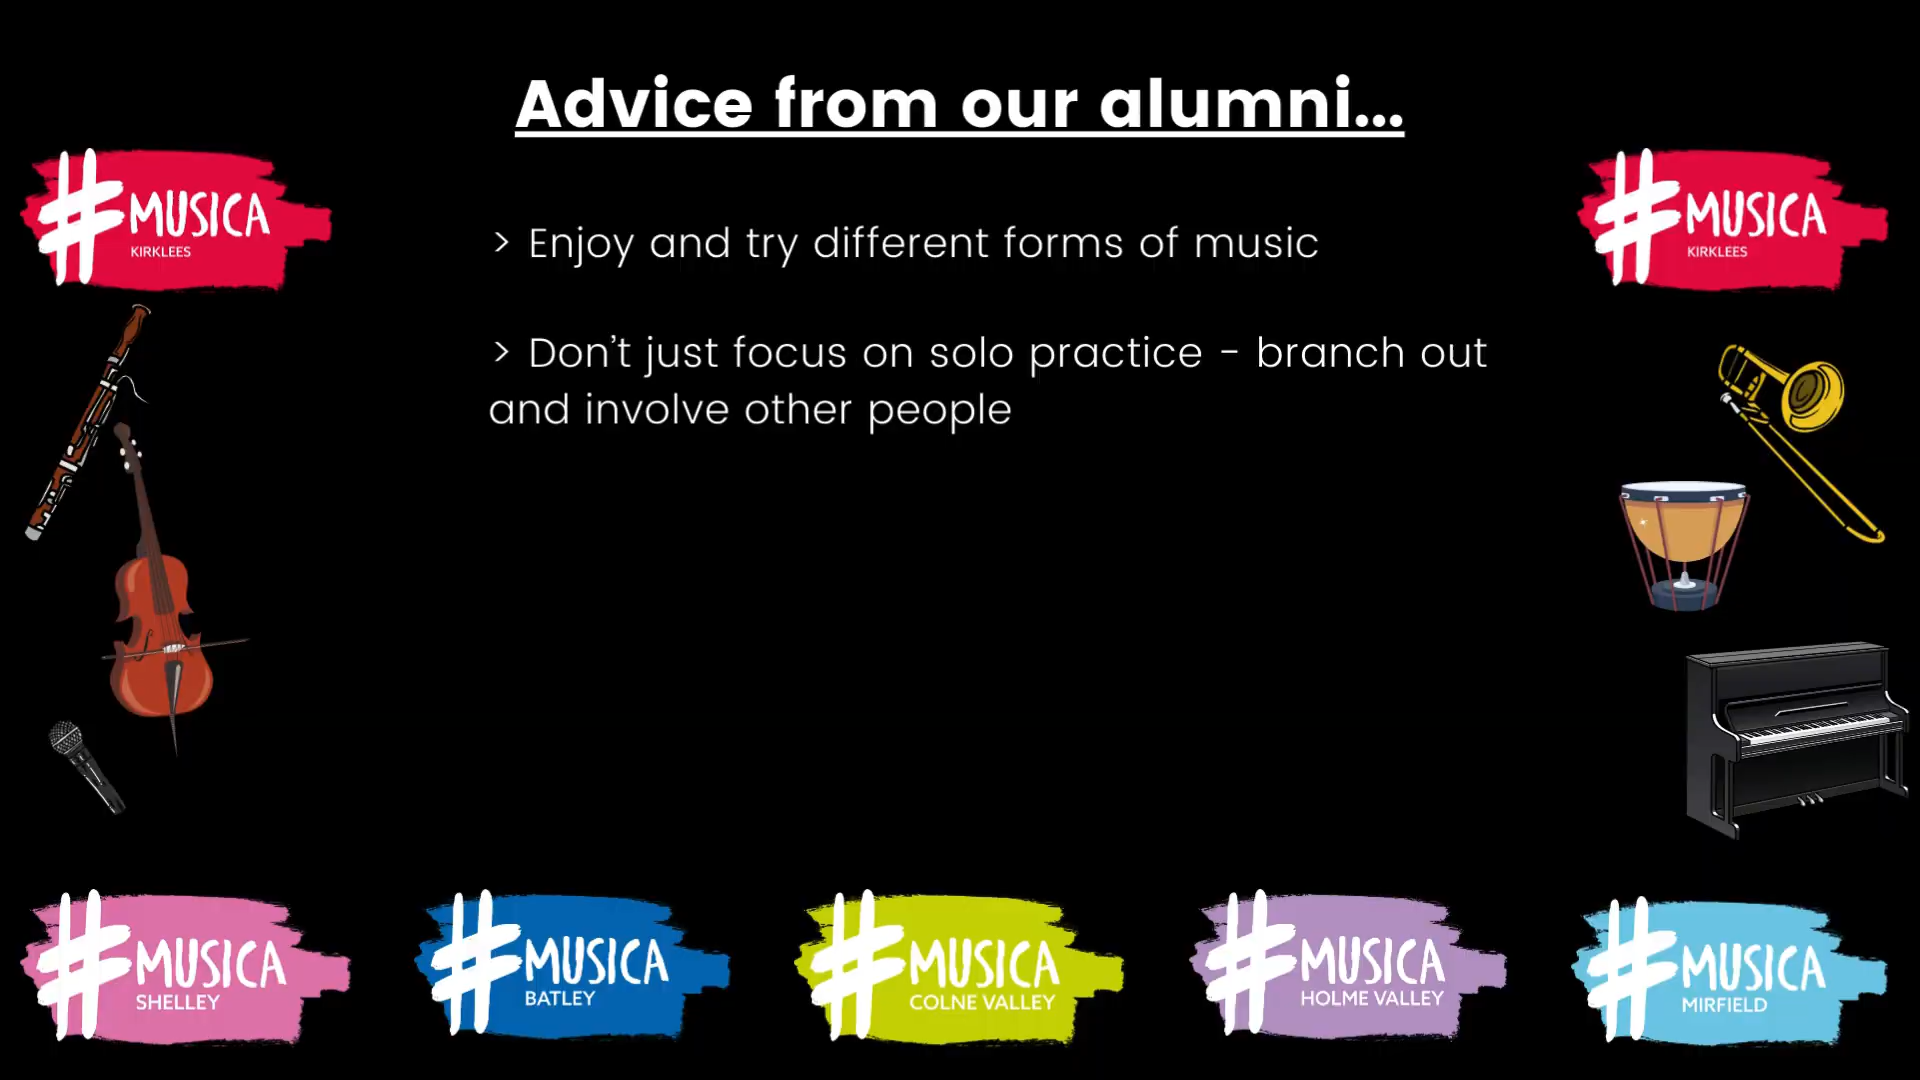 Advice from our alumni...
#MUSICA
KIRKLEES
#MUSICA
KIRKLEES
> Enjoy and try different forms of music
> Don't just focus on solo practice - branch out
and involve other people
#MUSICA
SHELLEY
#MUSICA
BATLEY
#MUSICA
COLNE VALLEY
#MUSICA
HOLME VALLEY
#MUSICA
MIRFIELD